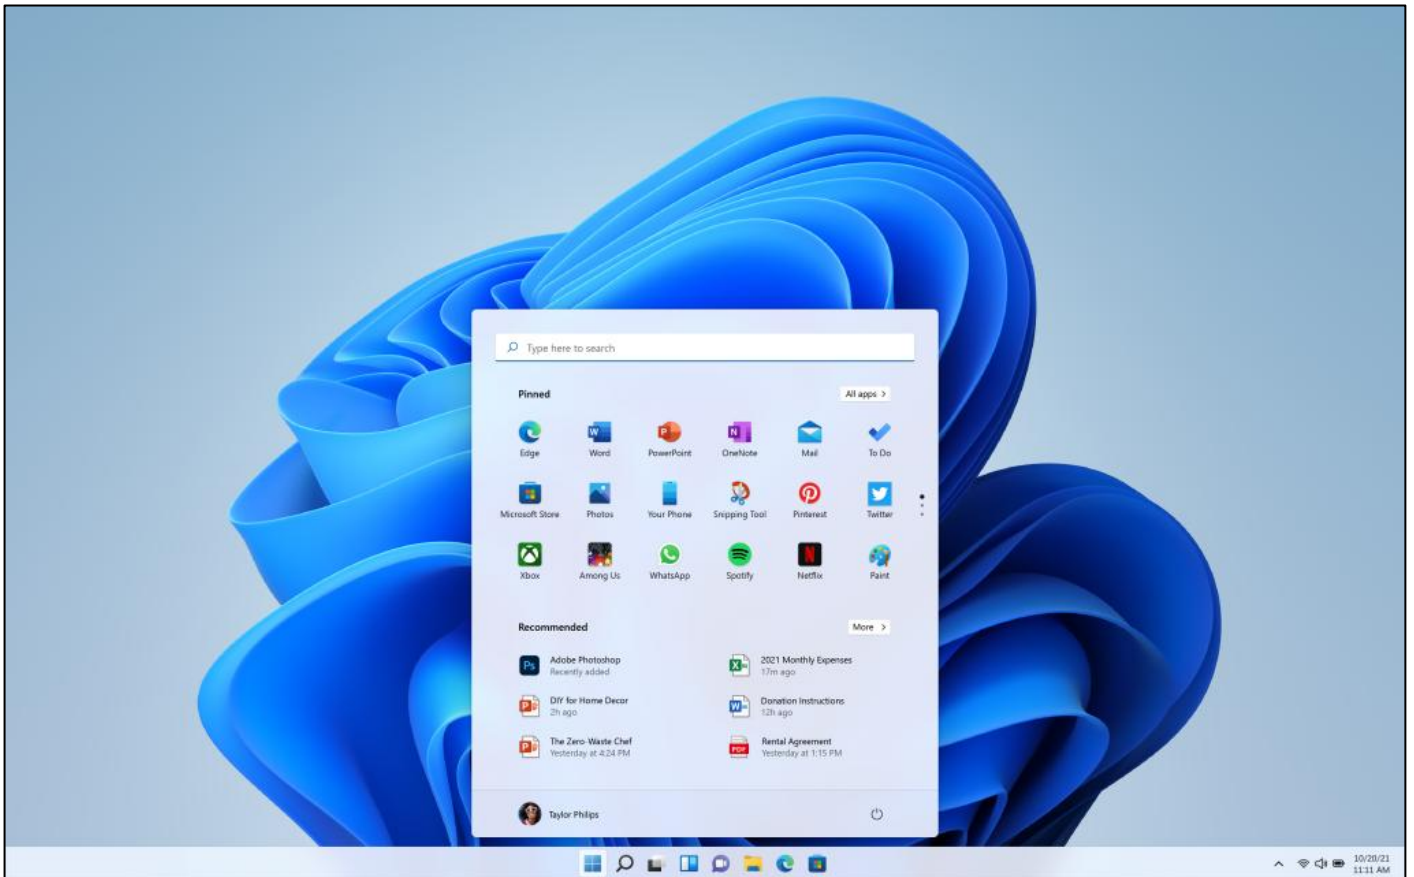 Type here to search
Pinned
All apps >
Edge
Word
PowerPoint
OneNote
Mail
To Do
Microsoft Store
Photos
Your Phone
Snipping Tool
Pinterest
Twitter
Xbox
Among Us
WhatsApp
Spotify
Netflix
Paint
Recommended
More >
Adobe Photoshop
Recently added
2021 Monthly Expenses
17m ago
DIY for Home Decor
2h ago
Donation Instructions
12h ago
The Zero-Waste Chef
Yesterday at 4:24 PM
Rental Agreement
Yesterday at 1:15 PM
Taylor Philips
10/20/21
11:11 AM